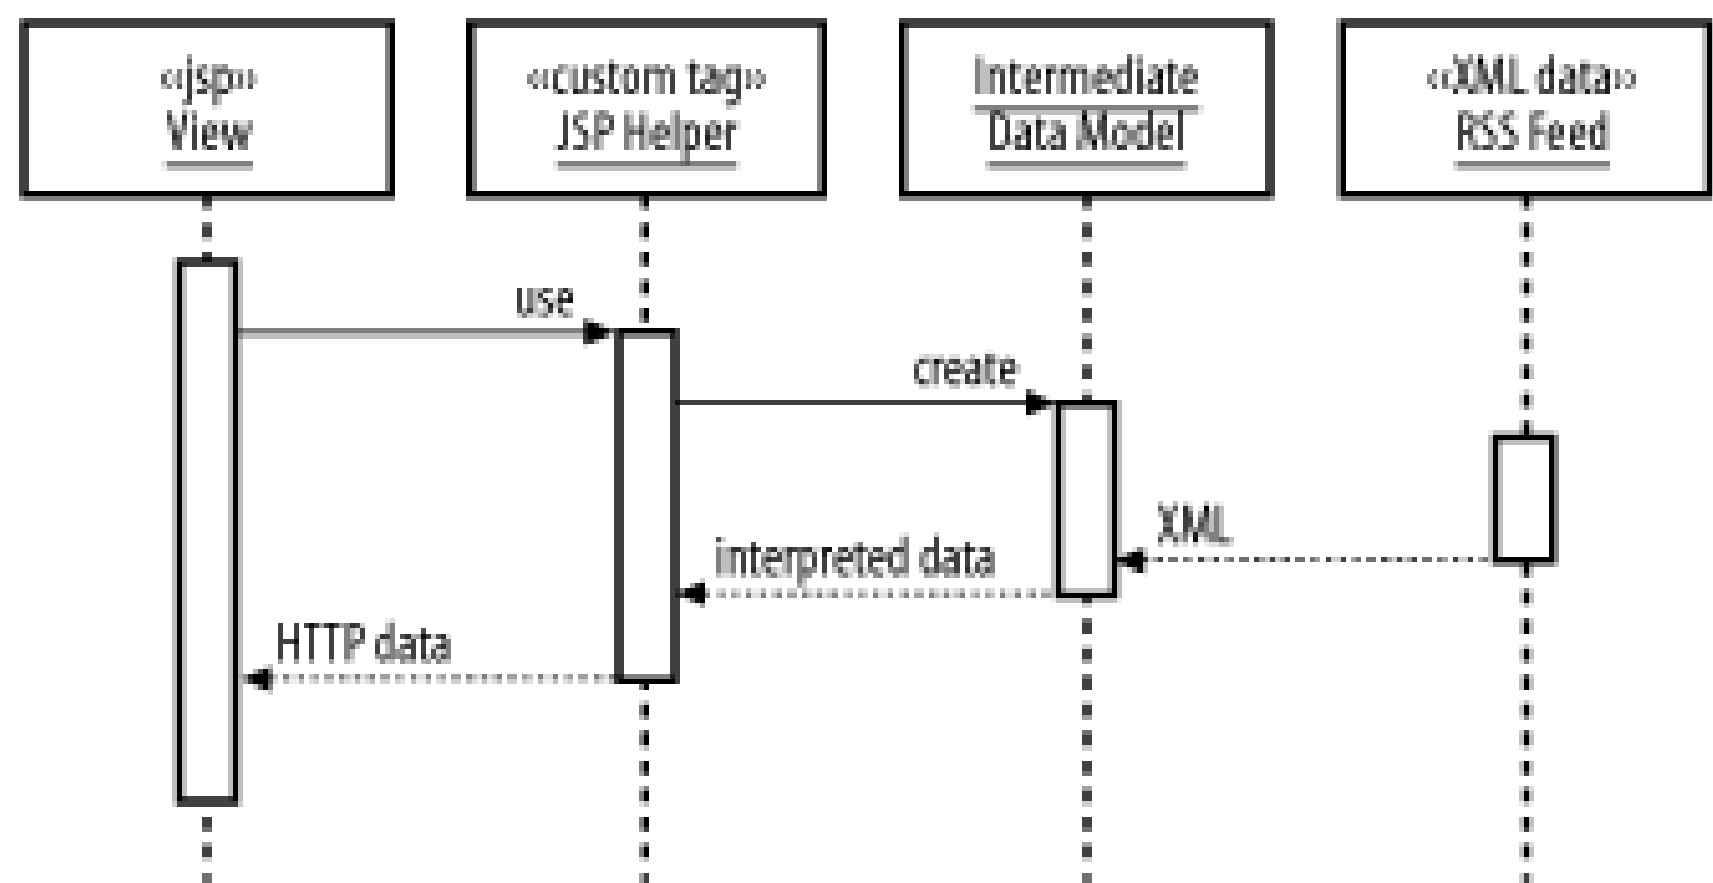 «jsp»
View
«custom tag»
JSP Helper
Intermediate
Data Model
«XML data»
RSS Feed
use
create
XML
interpreted data
HTTP data